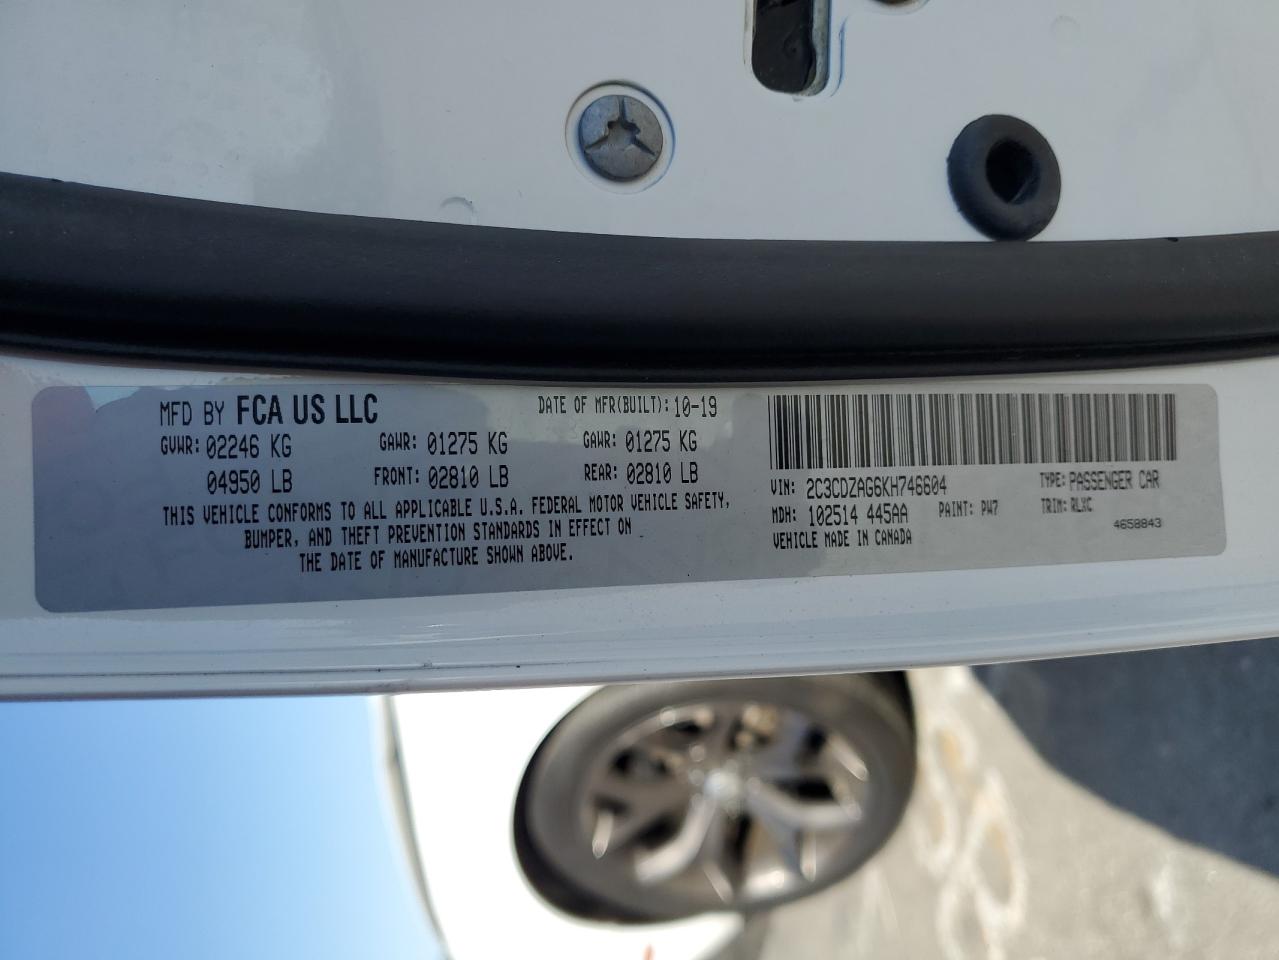 MFD BY FCA US LLC DATE OF MFR(BUILT): 10-19
GVWR: 02246 KG GAWR: 01275 KG GAWR: 01275 KG
04950 LB FRONT: 02810 LB REAR: 02810 LB
THIS VEHICLE CONFORMS TO ALL APPLICABLE U.S.A. FEDERAL MOTOR VEHICLE SAFETY,
BUMPER, AND THEFT PREVENTION STANDARDS IN EFFECT ON
THE DATE OF MANUFACTURE SHOWN ABOVE.
VIN: 2C3CDZAG6KH746604 TYPE: PASSENGER CAR
MDH: 102514 445AA PAINT: PW7 TRIM: RLXC
VEHICLE MADE IN CANADA 4658843